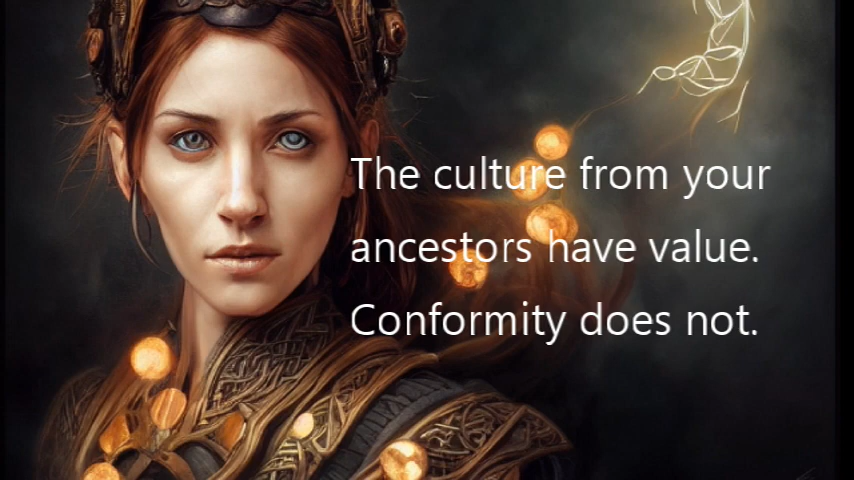 The culture from your
ancestors have value.
Conformity does not.